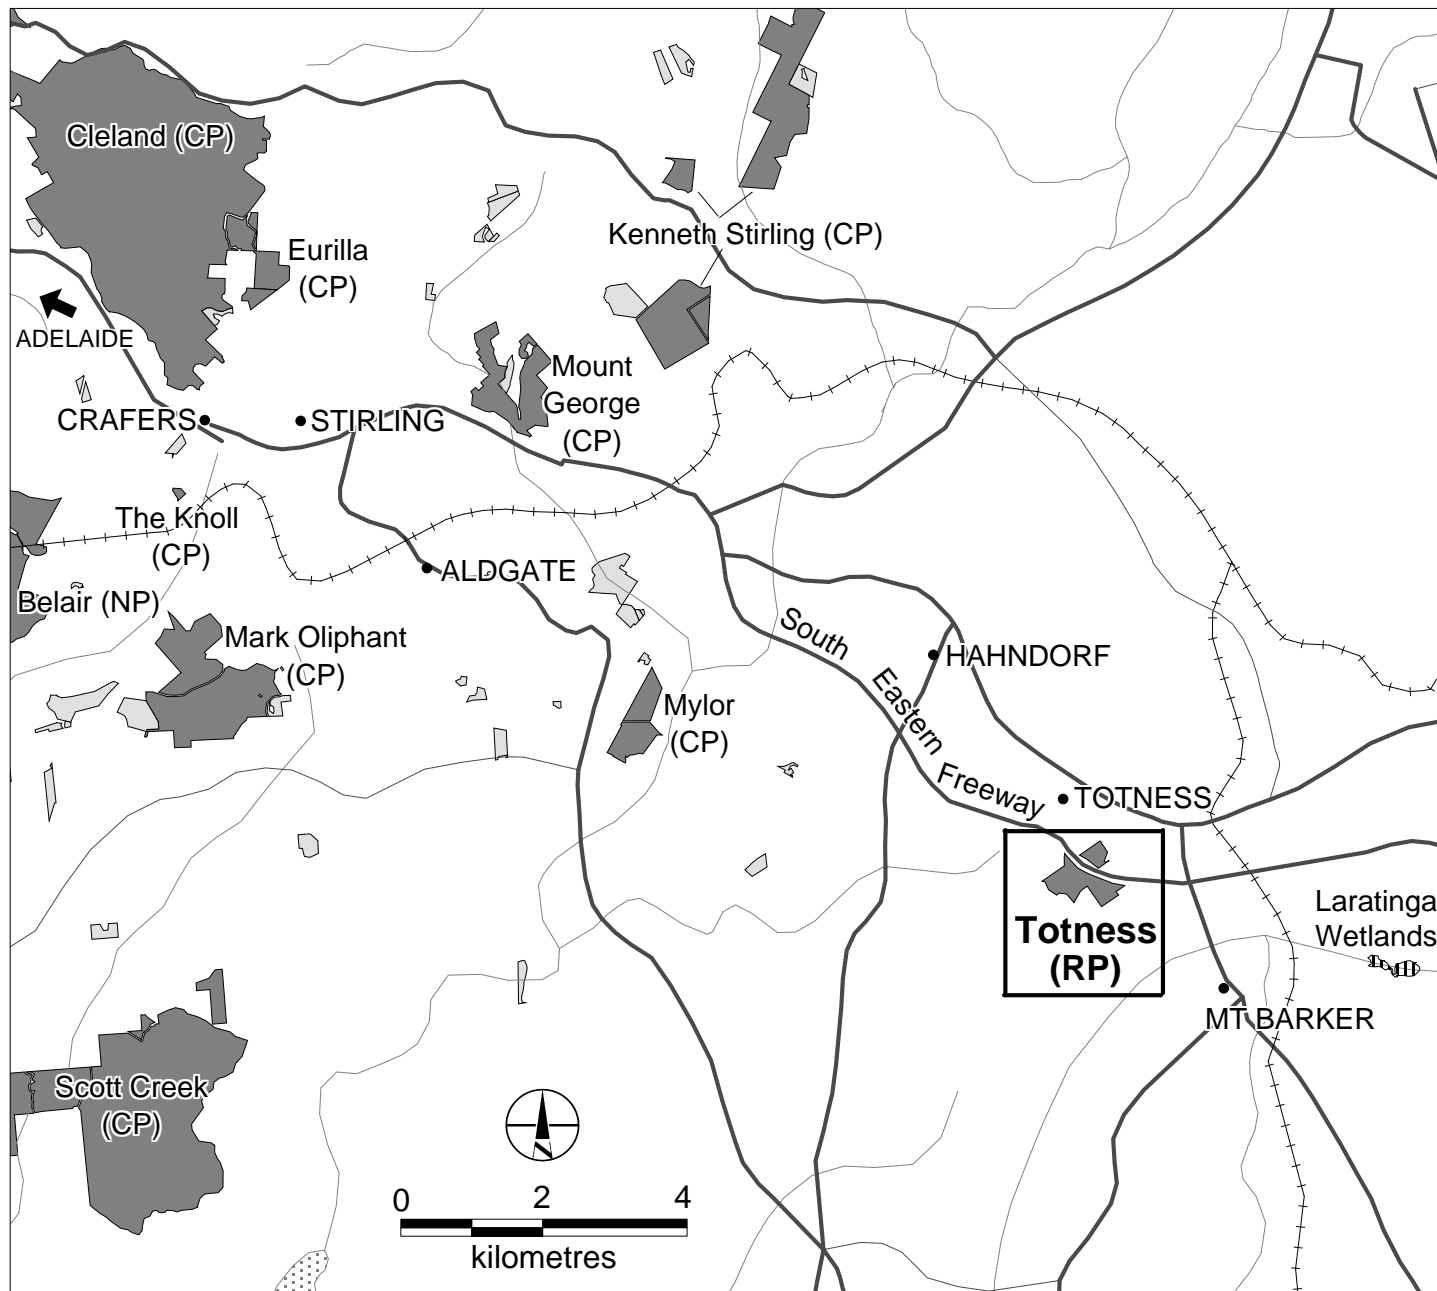 Cleland (CP)
Kenneth Stirling (CP)
Eurilla
(CP)
ADELAIDE
Mount
George
(CP)
CRAFERS
STIRLING
The Knoll
(CP)
ALDGATE
Belair (NP)
Mark Oliphant
(CP)
South
Eastern
Freeway
HAHNDORF
Mylor
(CP)
TOTNESS
Totness
(RP)
Laratinga
Wetlands
MT BARKER
Scott Creek
(CP)
N
0 2 4
kilometres